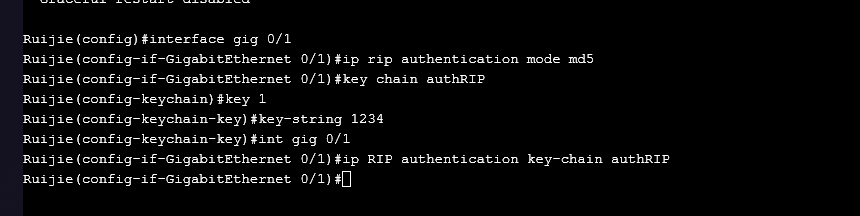 Graceful restart disabled
Ruijie(config)#interface gig 0/1
Ruijie(config-if-GigabitEthernet 0/1)#ip rip authentication mode md5
Ruijie(config-if-GigabitEthernet 0/1)#key chain authRIP
Ruijie(config-keychain)#key 1
Ruijie(config-keychain-key)#key-string 1234
Ruijie(config-keychain-key)#int gig 0/1
Ruijie(config-if-GigabitEthernet 0/1)#ip RIP authentication key-chain authRIP
Ruijie(config-if-GigabitEthernet 0/1)#